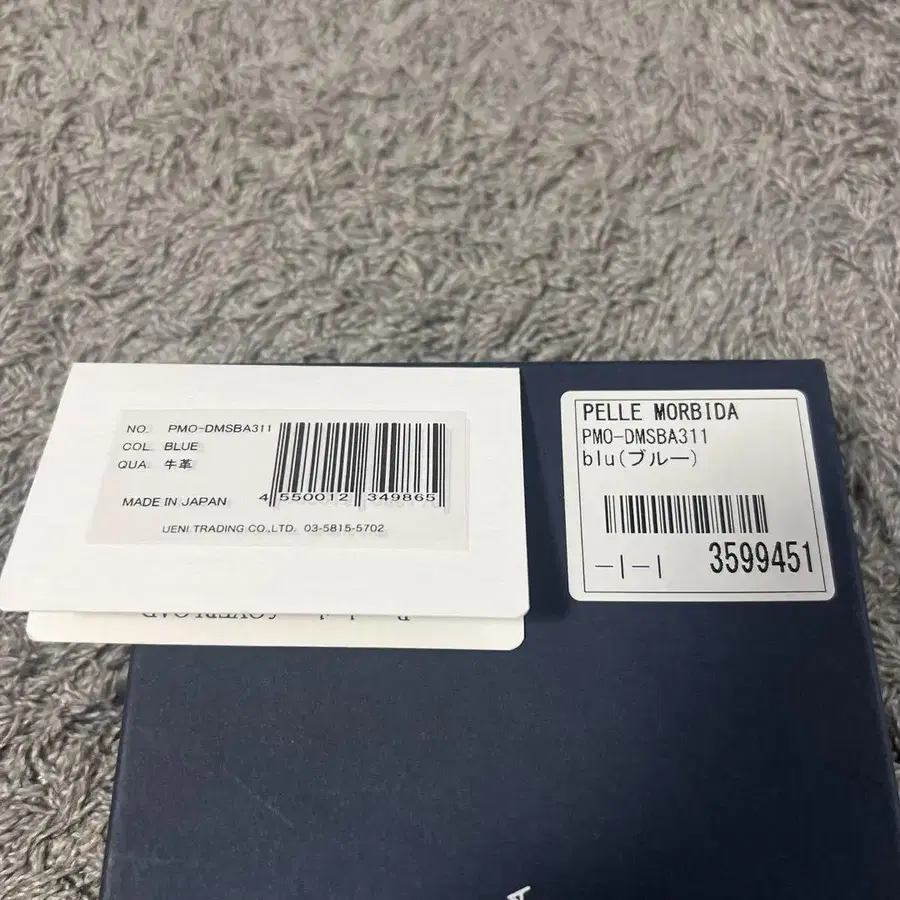 NO. PMO-DMSBA311
COL. BLUE
QUA. 牛革
MADE IN JAPAN
4 550012 349865
UENI TRADING CO.,LTD. 03-5815-5702
PELLE MORBIDA
PMO-DMSBA311
blu(ブルー)
-|-|
3599451